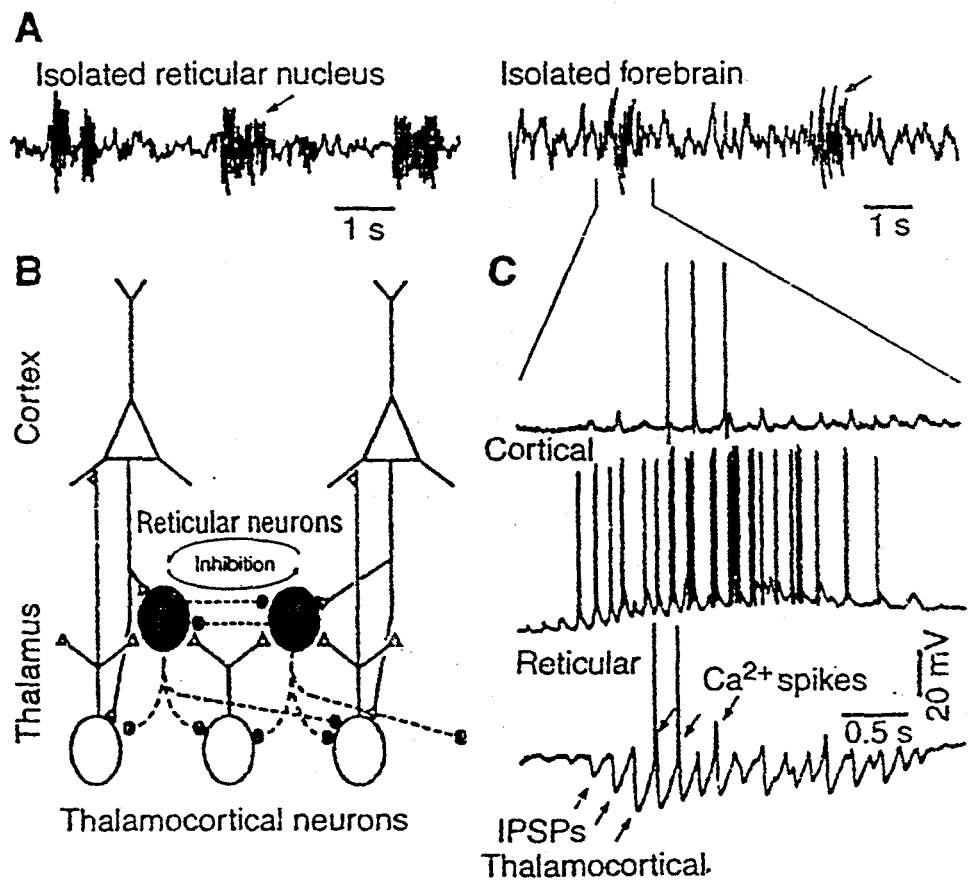 A
Isolated reticular nucleus
1 s
Isolated forebrain
1 s
B
Cortex
Thalamus
Reticular neurons
Inhibition
Thalamocortical neurons
C
Cortical
Reticular
Ca2+ spikes
20 mV
0.5 s
IPSPs
Thalamocortical